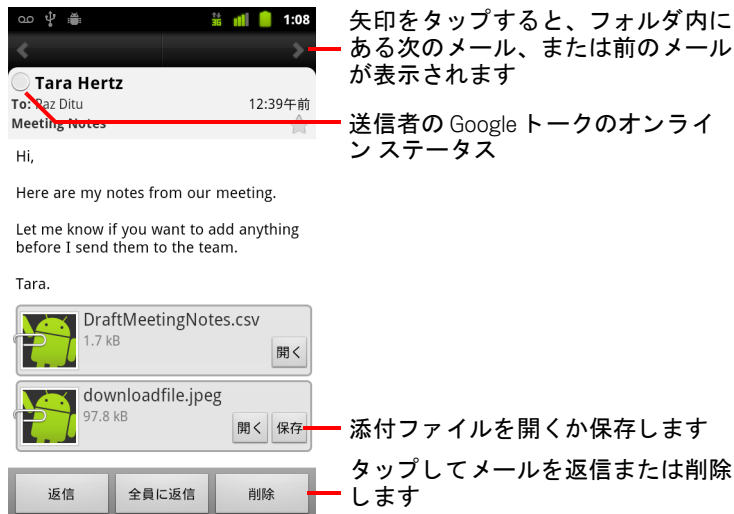 3G 1:08
矢印をタップすると、フォルダ内に
ある次のメール、または前のメール
が表示されます
Tara Hertz
To: Paz Ditu 12:39午前
Meeting Notes
送信者の Google トークのオンライ
ン ステータス
Hi,
Here are my notes from our meeting.
Let me know if you want to add anything
before I send them to the team.
Tara.
DraftMeetingNotes.csv
1.7 kB
開く
downloadfile.jpeg
97.8 kB
開く 保存
添付ファイルを開くか保存します
タップしてメールを返信または削除
します
返信 全員に返信 削除